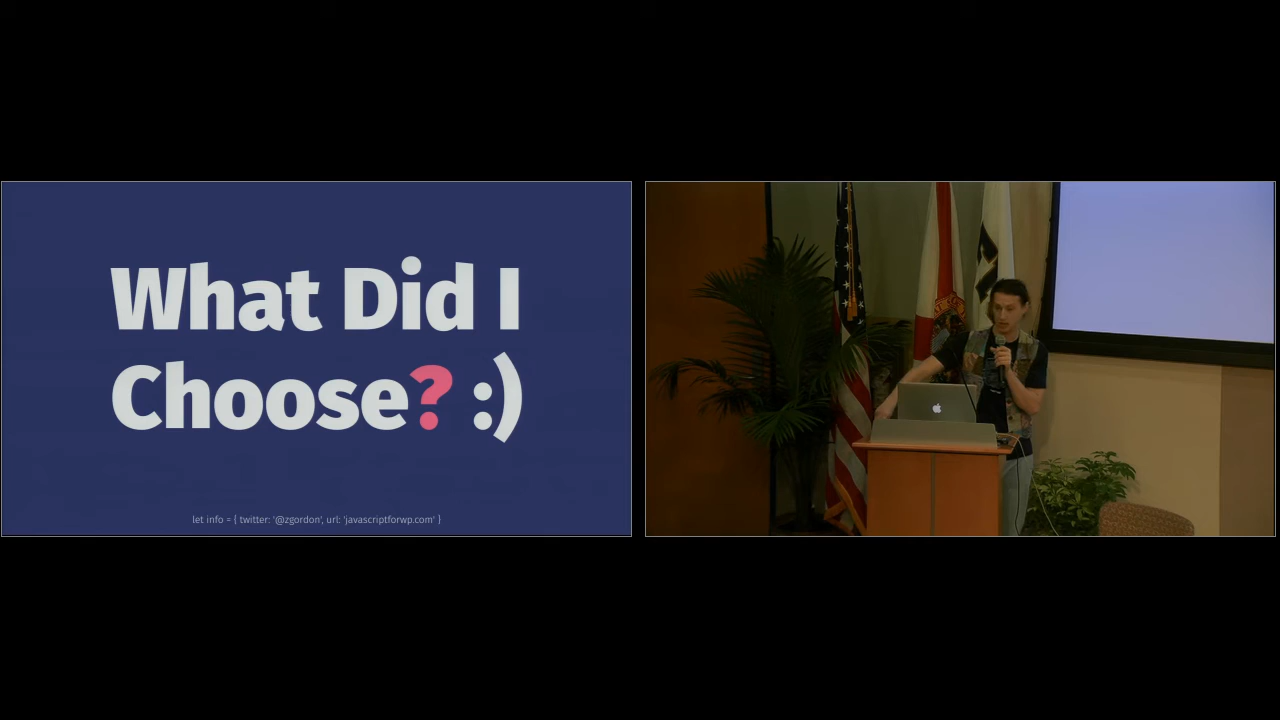 What Did I
Choose? :)
let info = { twitter: '@zgordon', url: 'javascriptforwp.com' }